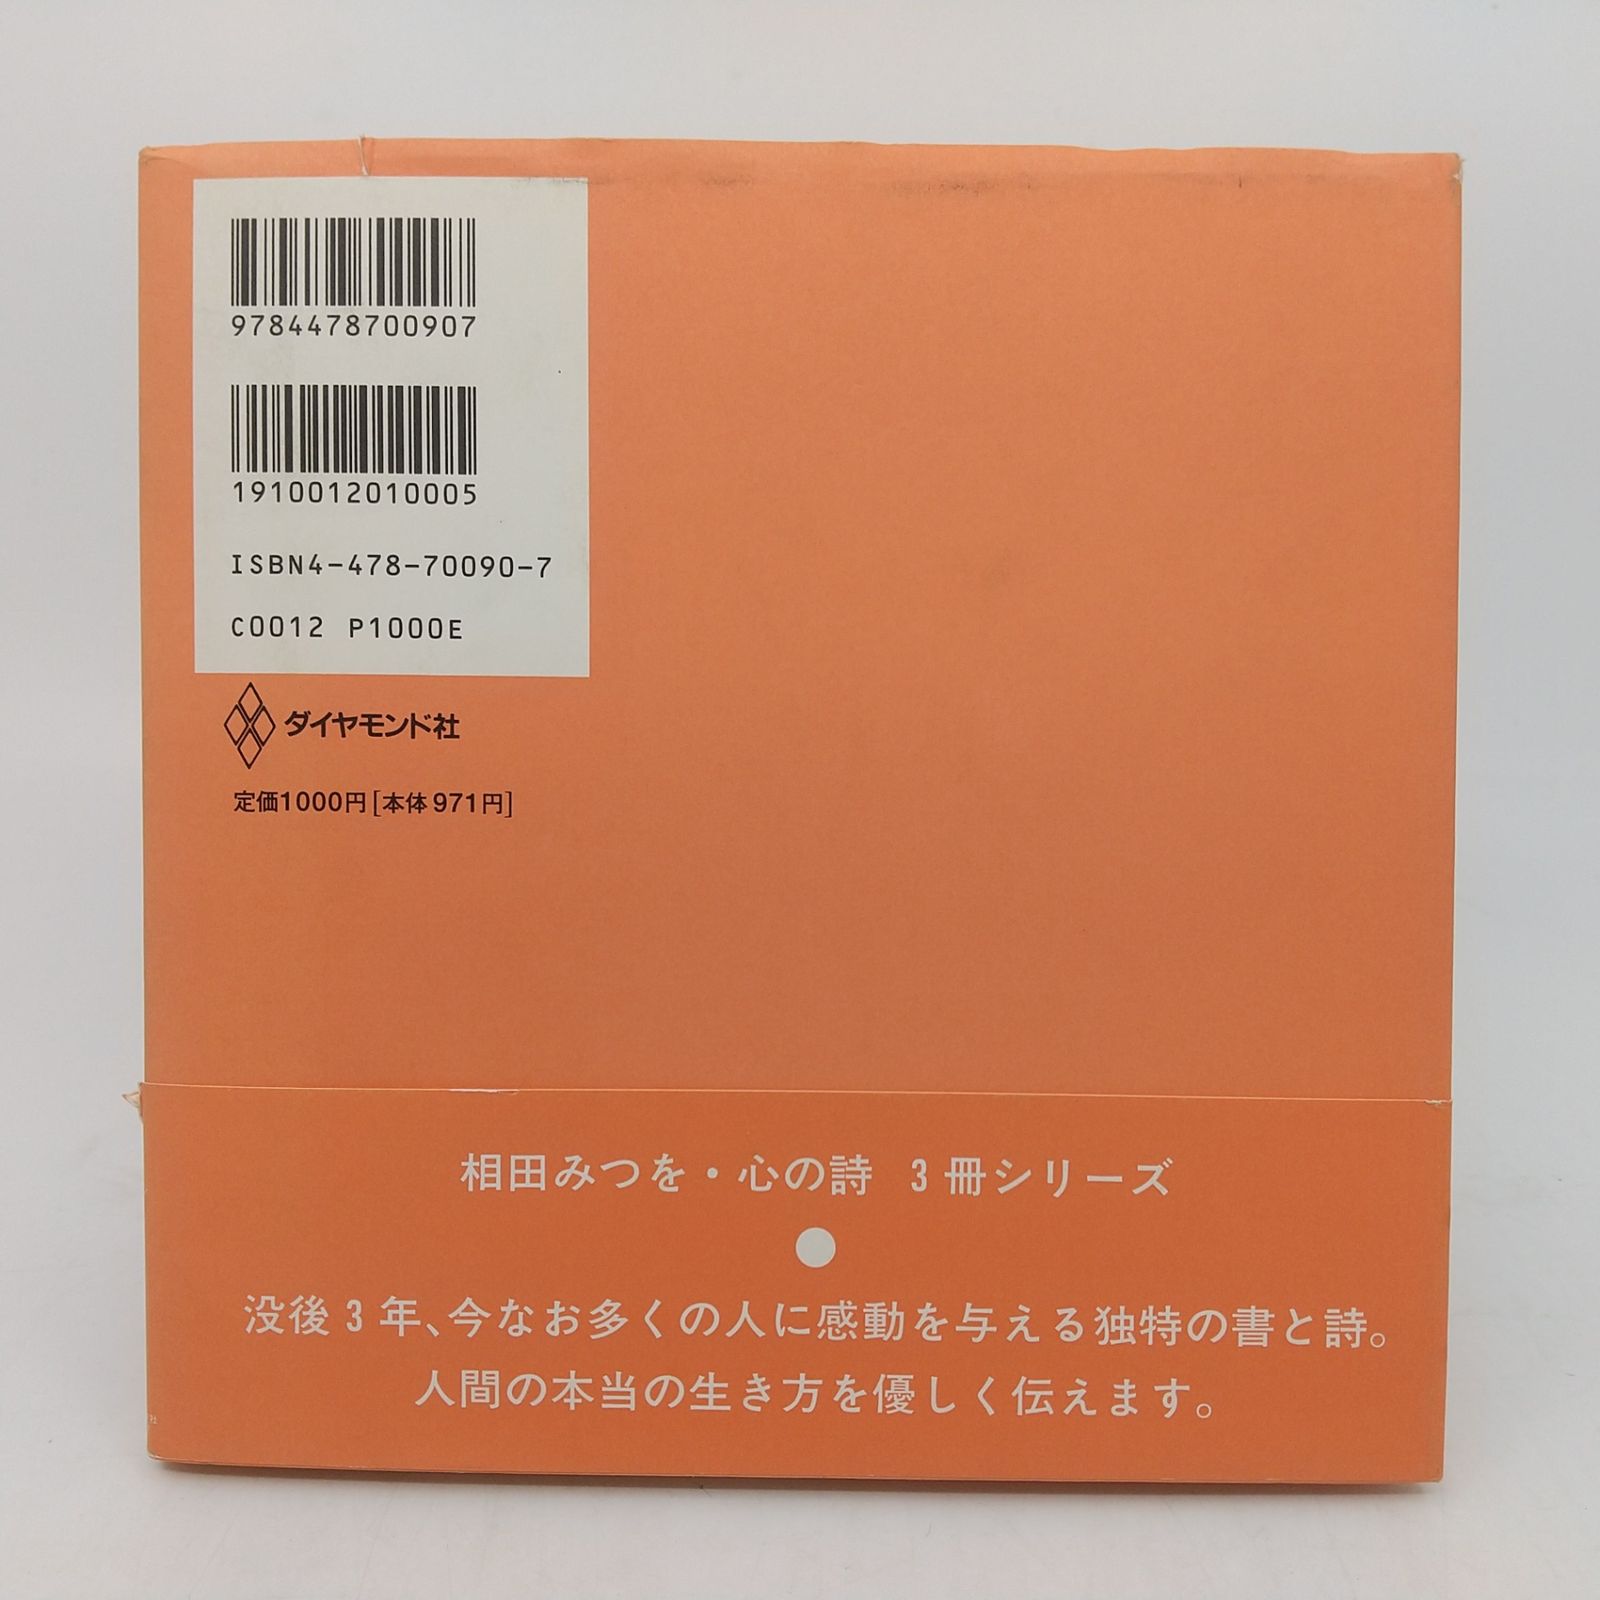 9784478700907
1910012010005
ISBN4-478-70090-7
C0012 P1000E
ダイヤモンド社
定価1000円[本体971円]
相田みつを・心の詩 3冊シリーズ
没後3年、今なお多くの人に感動を与える独特の書と詩。
人間の本当の生き方を優しく伝えます。